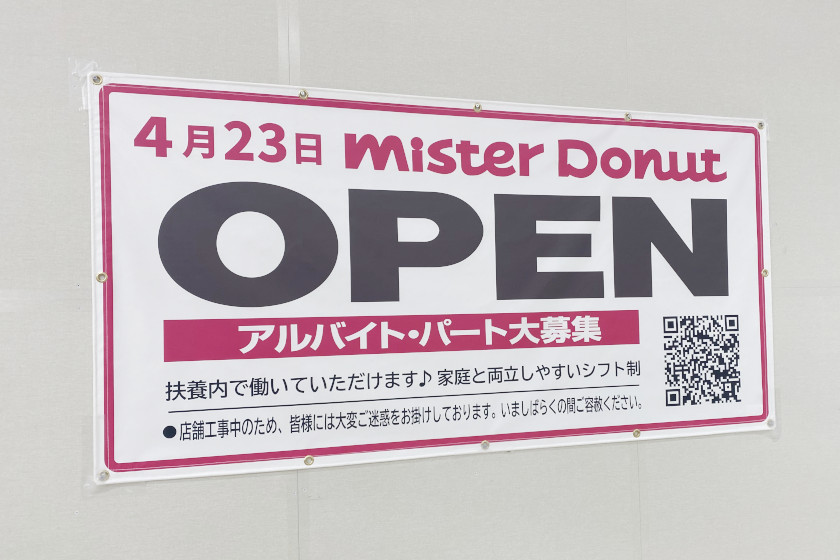 4月23日 mister Donut
OPEN
アルバイト・パート大募集
扶養内で働いていただけます♪ 家庭と両立しやすいシフト制
●店舗工事中のため、皆様には大変ご迷惑をお掛けしております。いましばらくの間ご容赦ください。